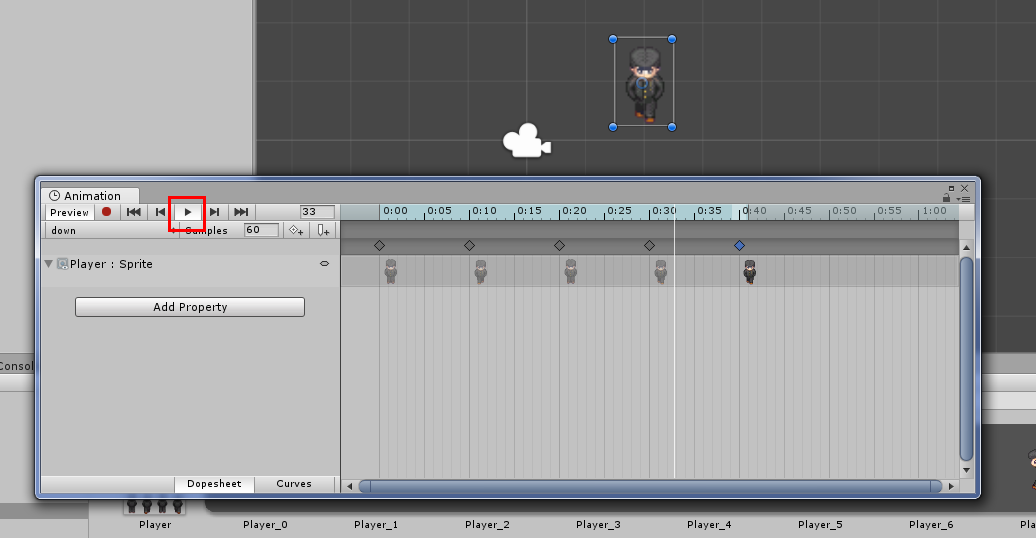 Animation
Preview
33
0:00 0:05 0:10 0:15 0:20 0:25 0:30 0:35 0:40 0:45 0:50 0:55 1:00
down
Samples 60
Player : Sprite
Add Property
Consol
Dopesheet Curves
Player Player_0 Player_1 Player_2 Player_3 Player_4 Player_5 Player_6 Pla